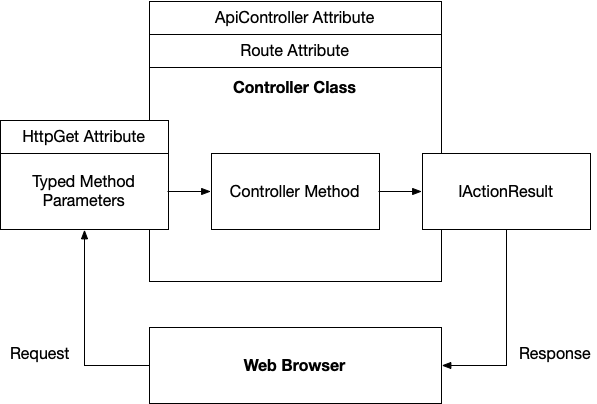 ApiController Attribute
Route Attribute
Controller Class
HttpGet Attribute
Typed Method
Parameters
Controller Method
IActionResult
Request
Web Browser
Response